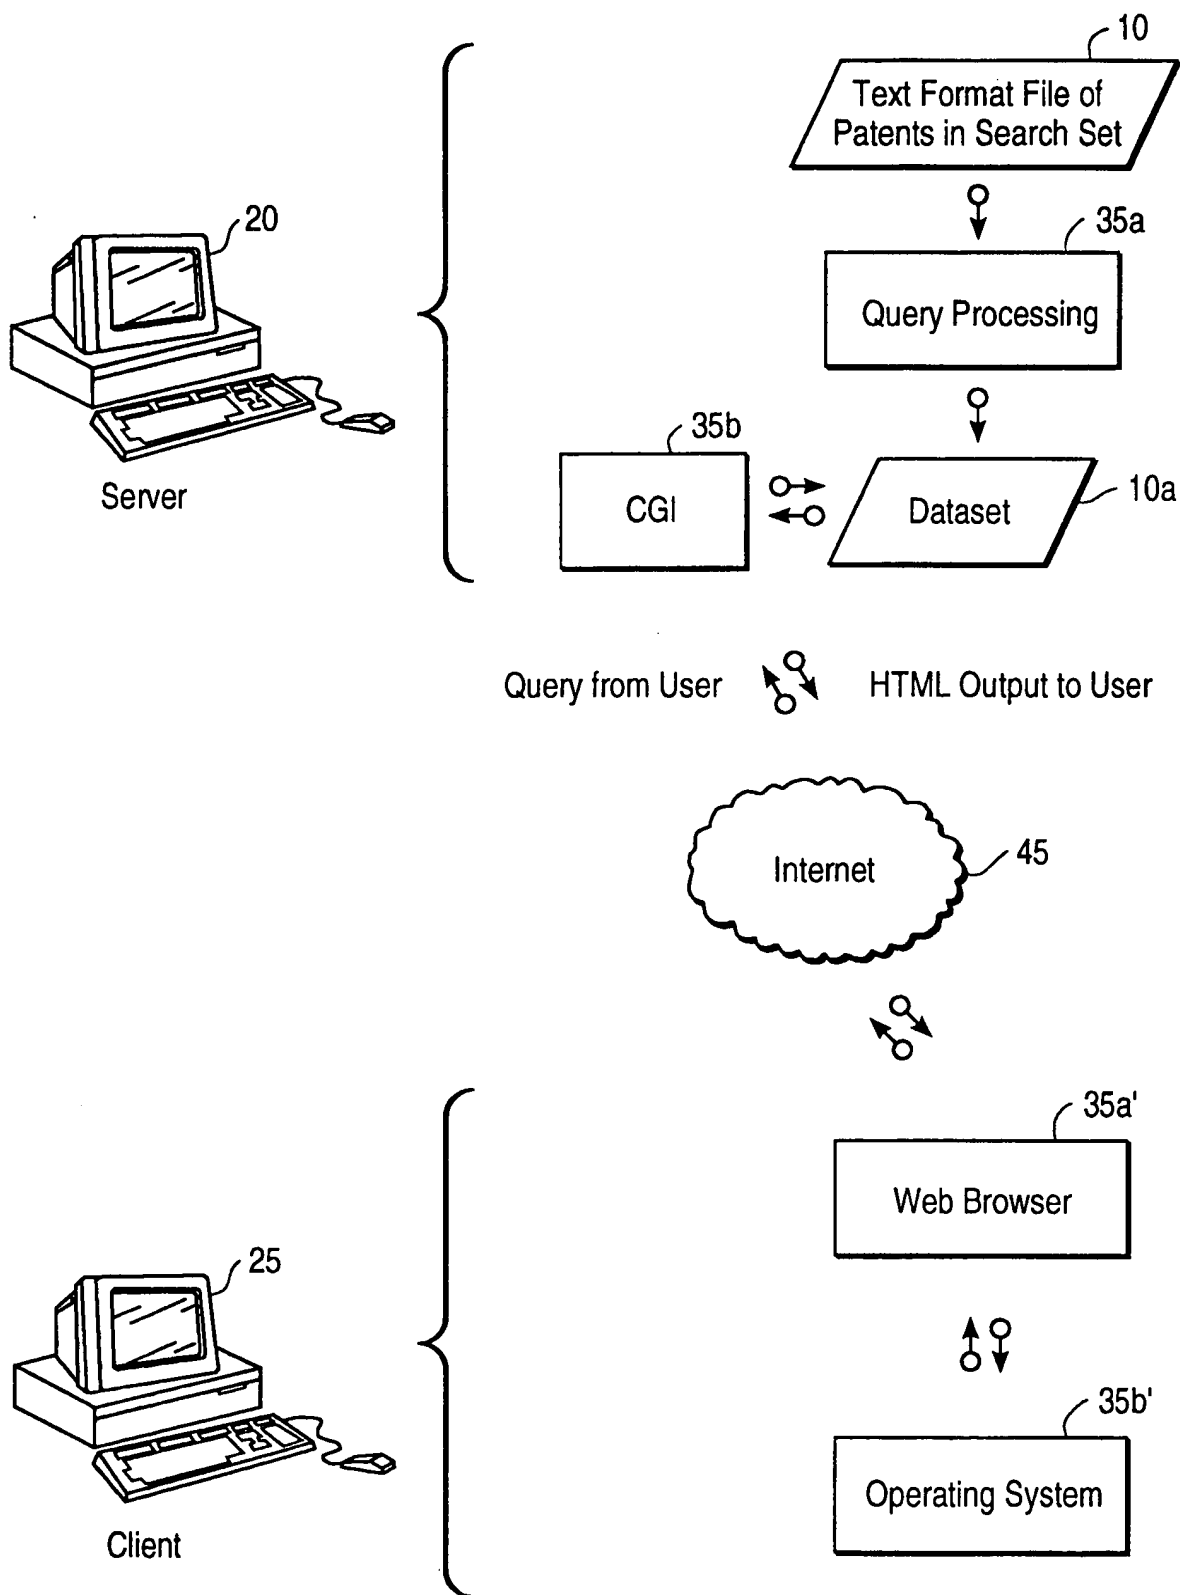 10
Text Format File of
Patents in Search Set
20
35a
Query Processing
35b
Server
CGI
Dataset
10a
Query from User
HTML Output to User
Internet
45
35a'
Web Browser
25
35b'
Operating System
Client